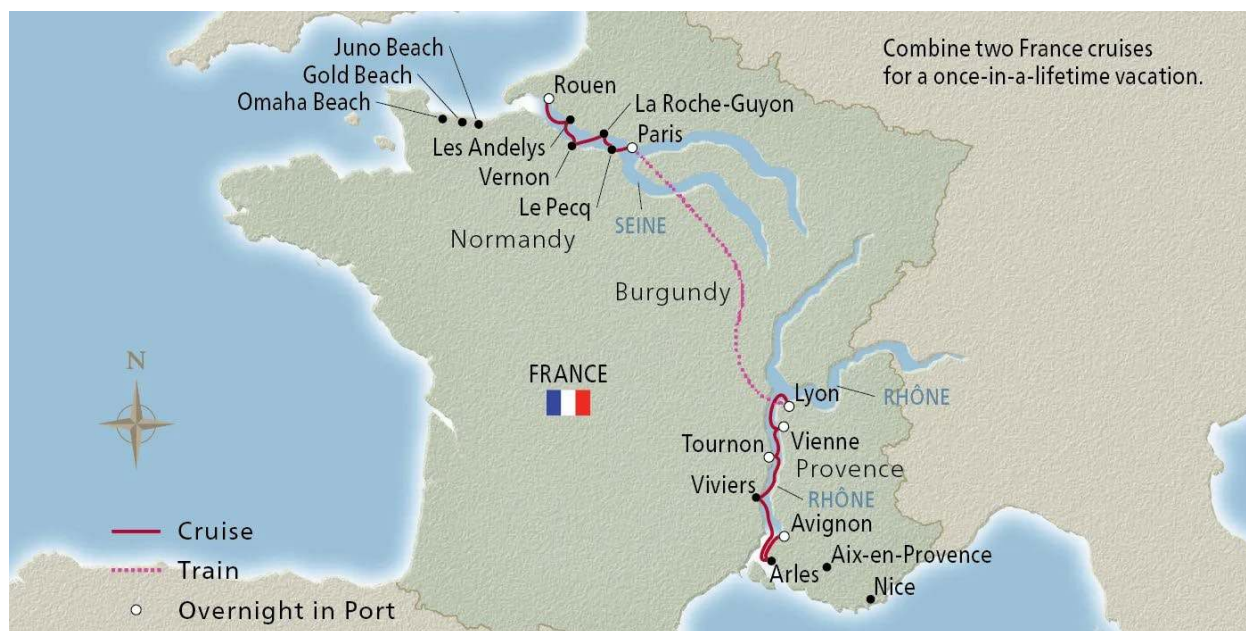 Combine two France cruises
for a once-in-a-lifetime vacation.
Juno Beach
Gold Beach
Omaha Beach
Rouen
La Roche-Guyon
Paris
Les Andelys
Vernon
Le Pecq
SEINE
Normandy
Burgundy
N
FRANCE
Lyon
RHÔNE
Vienne
Tournon
Provence
Viviers
RHÔNE
Avignon
Aix-en-Provence
Arles
Nice
Cruise
Train
Overnight in Port